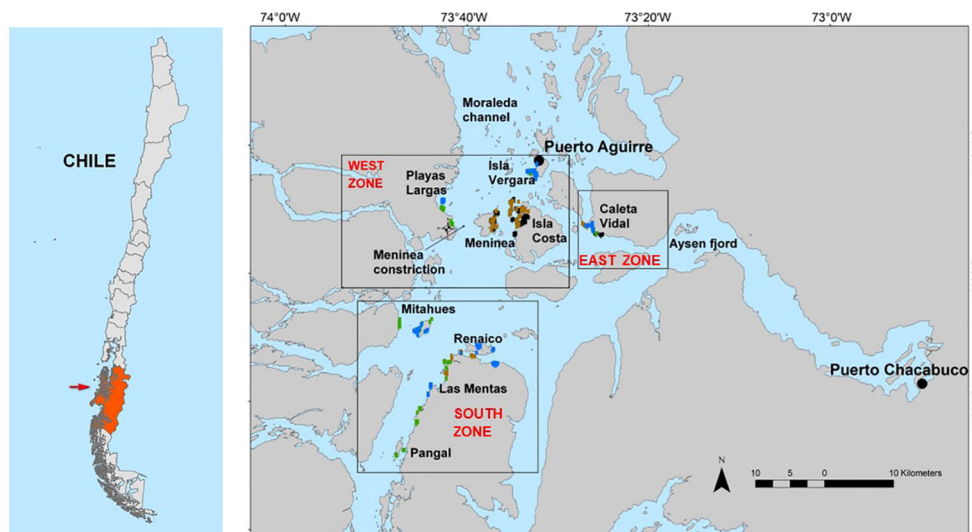 74°0'W 73°40'W 73°20'W 73°0'W
CHILE
Moraleda
channel
Puerto Aguirre
WEST
ZONE
Isla
Vergara
Playas
Largas
Caleta
Vidal
Isla
Costa
Meninea
Meninea
constriction
EAST ZONE
Aysen fjord
Mitahues
Renaico
Las Mentas
SOUTH
ZONE
Pangal
Puerto Chacabuco
N
10 5 0 10 Kilometers